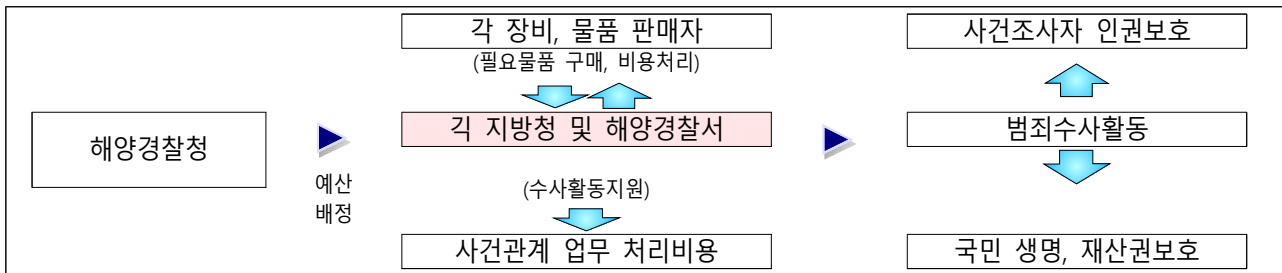 각 장비, 물품 판매자
(필요물품 구매, 비용처리)
사건조사자 인권보호
해양경찰청
예산
배정
긱 지방청 및 해양경찰서
범죄수사활동
(수사활동지원)
사건관계 업무 처리비용
국민 생명, 재산권보호